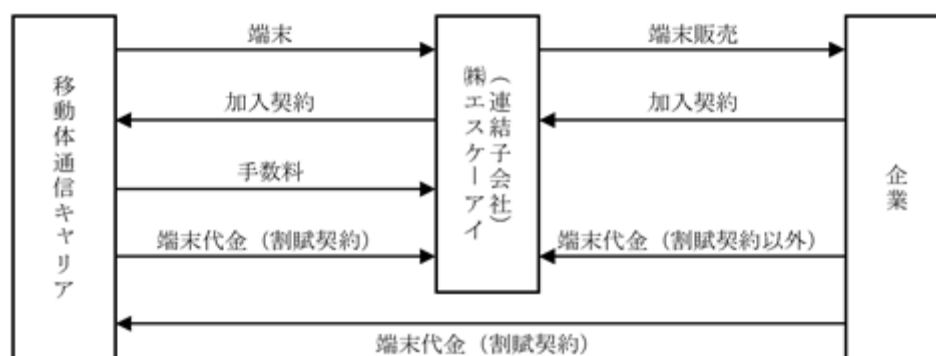 移動体通信キャリア
端末
加入契約
手数料
端末代金（割賦契約）
（連結子会社）
㈱エスケーアイ
端末販売
加入契約
端末代金（割賦契約以外）
企業
端末代金（割賦契約）